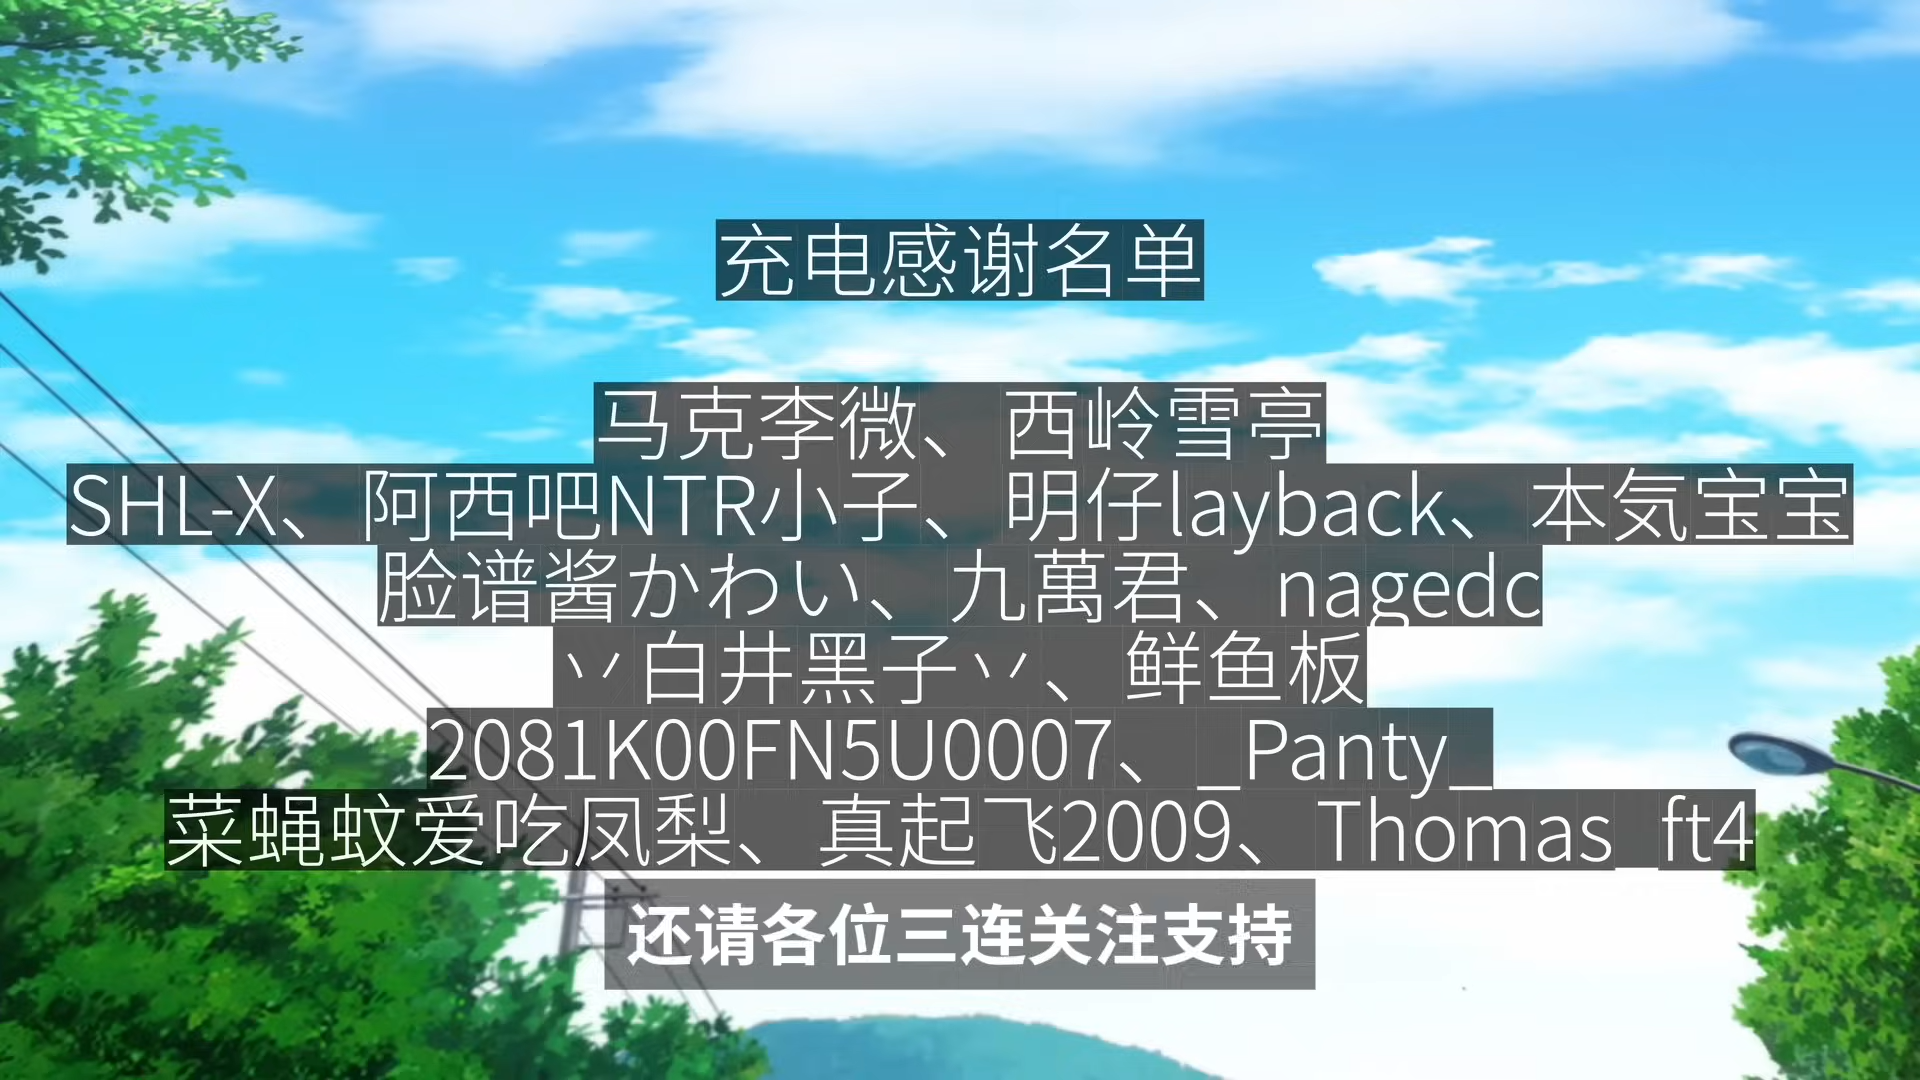 充电感谢名单
马克李微、西岭雪亭
SHL-X、阿西吧NTR小子、明仔layback、本気宝宝
脸谱酱かわい、九萬君、nagedc
丷白井黑子丷、鲜鱼板
2081K00FN5U0007、_Panty_
菜蝇蚊爱吃凤梨、真起飞2009、Thomas_ft4
还请各位三连关注支持